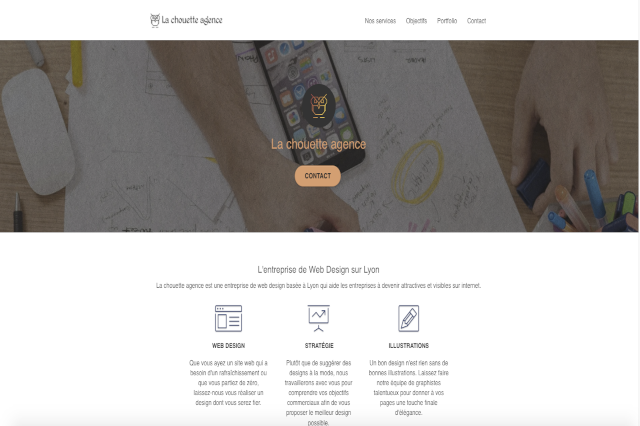 La chouette agence
Nos services Objectifs Portfolio Contact
La chouette agence
CONTACT
L'entreprise de Web Design sur Lyon
La chouette agence est une entreprise de web design basée à Lyon qui aide les entreprises à devenir attractives et visibles sur internet.
WEB DESIGN
Que vous ayez un site web qui a
besoin d'un rafraîchissement ou
que vous partiez de zéro,
laissez-nous vous réaliser un
design dont vous serez fier.
STRATÉGIE
Plutôt que de suggérer des
designs à la mode, nous
travaillerons avec vous pour
comprendre vos objectifs
commerciaux afin de vous
proposer le meilleur design
possible.
ILLUSTRATIONS
Un bon design n'est rien sans de
bonnes illustrations. Laissez faire
notre équipe de graphistes
talentueux pour donner à vos
pages une touche finale
d'élégance.